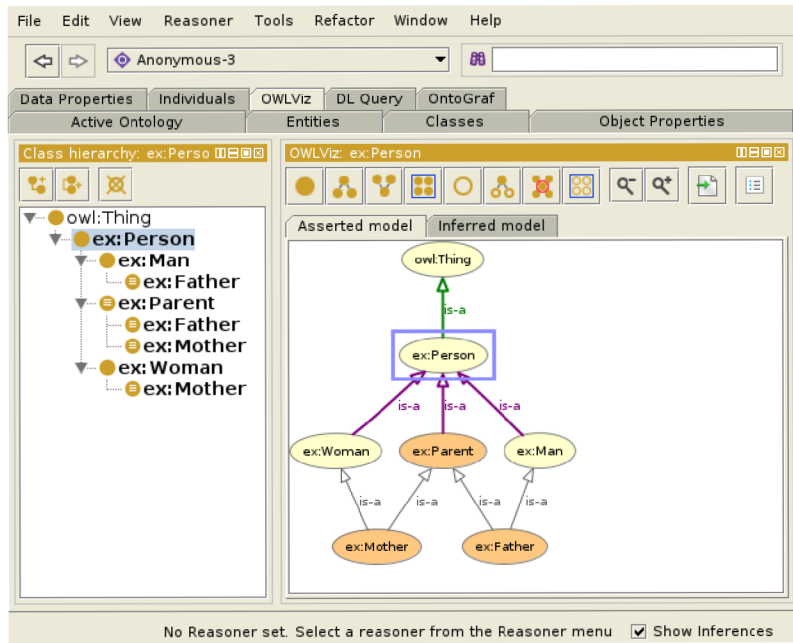 File Edit View Reasoner Tools Refactor Window Help
Anonymous-3
Data Properties Individuals OWLViz DL Query OntoGraf
Active Ontology Entities Classes Object Properties
Class hierarchy: ex:Perso
OWLViz: ex:Person
Asserted model Inferred model
owl:Thing
ex:Person
ex:Man
ex:Father
ex:Parent
ex:Father
ex:Mother
ex:Woman
ex:Mother
owl:Thing
is-a
ex:Person
is-a is-a is-a
ex:Woman ex:Parent ex:Man
is-a is-a is-a is-a
ex:Mother ex:Father
No Reasoner set. Select a reasoner from the Reasoner menu Show Inferences